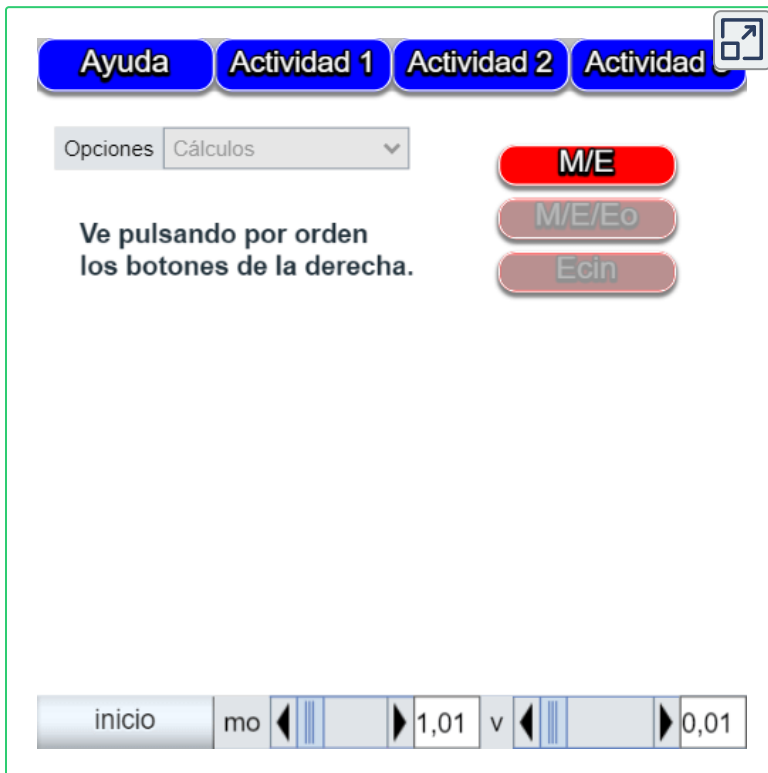 Ayuda Actividad 1 Actividad 2 Actividad
Opciones Cálculos
M/E
M/E/Eo
Ecin
Ve pulsando por orden
los botones de la derecha.
inicio mo 1,01 v 0,01